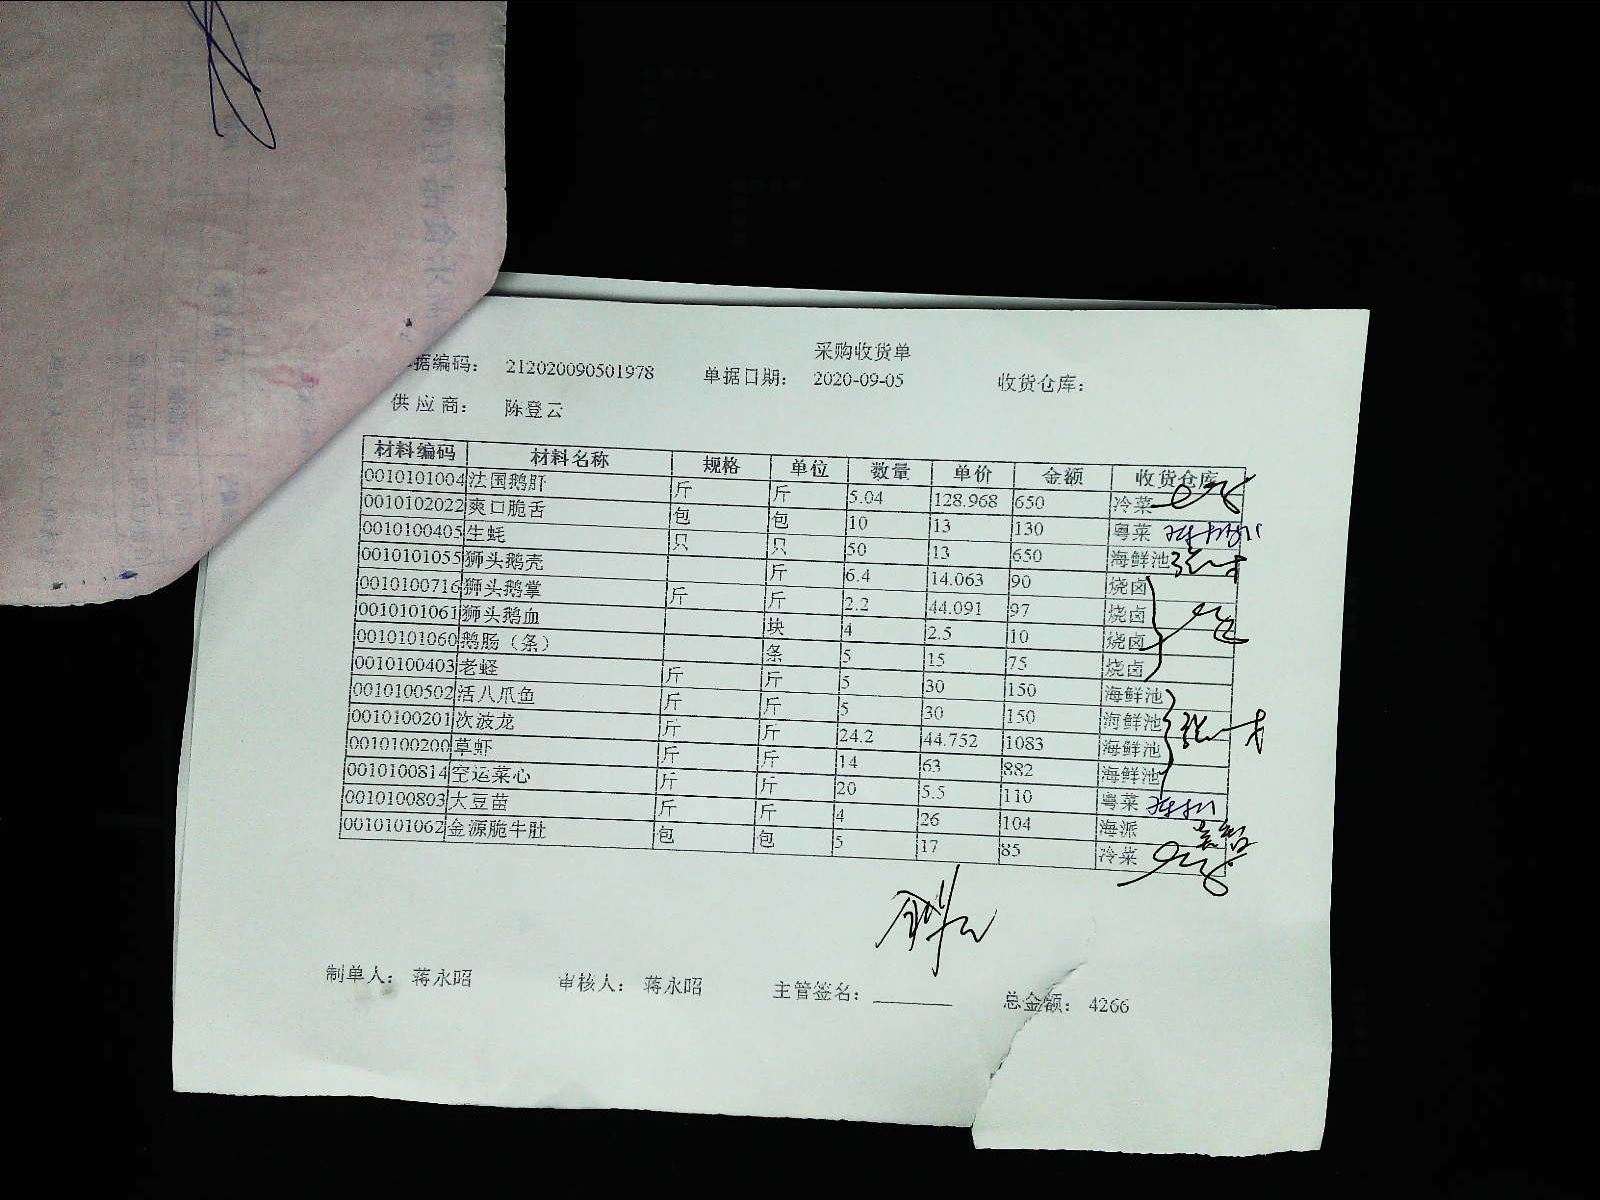 采购收货单
据编码： 212020090501978 单据日期： 2020-09-05 收货仓库：
供应商： 陈登云
材料编码 材料名称 规格 单位 数量 单价 金额 收货仓库
0010101004 法国鹅肝 斤 斤 5.04 128.968 650 冷菜
0010102022 爽口脆舌 包 包 10 13 130 粤菜
0010100405 生蚝 只 只 50 13 650 海鲜池
0010101055 狮头鹅壳 斤 6.4 14.063 90 烧卤
0010100716 狮头鹅掌 斤 斤 2.2 44.091 97 烧卤
0010101061 狮头鹅血 块 4 2.5 10 烧卤
0010101060 鹅肠（条） 条 5 15 75 烧卤
0010100403 老蛏 斤 斤 5 30 150 海鲜池
0010100502 活八爪鱼 斤 斤 5 30 150 海鲜池
0010100201 次波龙 斤 斤 24.2 44.752 1083 海鲜池
0010100200 草虾 斤 斤 14 63 882 海鲜池
0010100814 空运菜心 斤 斤 20 5.5 110 粤菜
0010100803 大豆苗 斤 斤 4 26 104 海派
0010101062 金源脆牛肚 包 包 5 17 85 冷菜
制单人： 蒋永昭 审核人： 蒋永昭 主管签名： 总金额： 4266